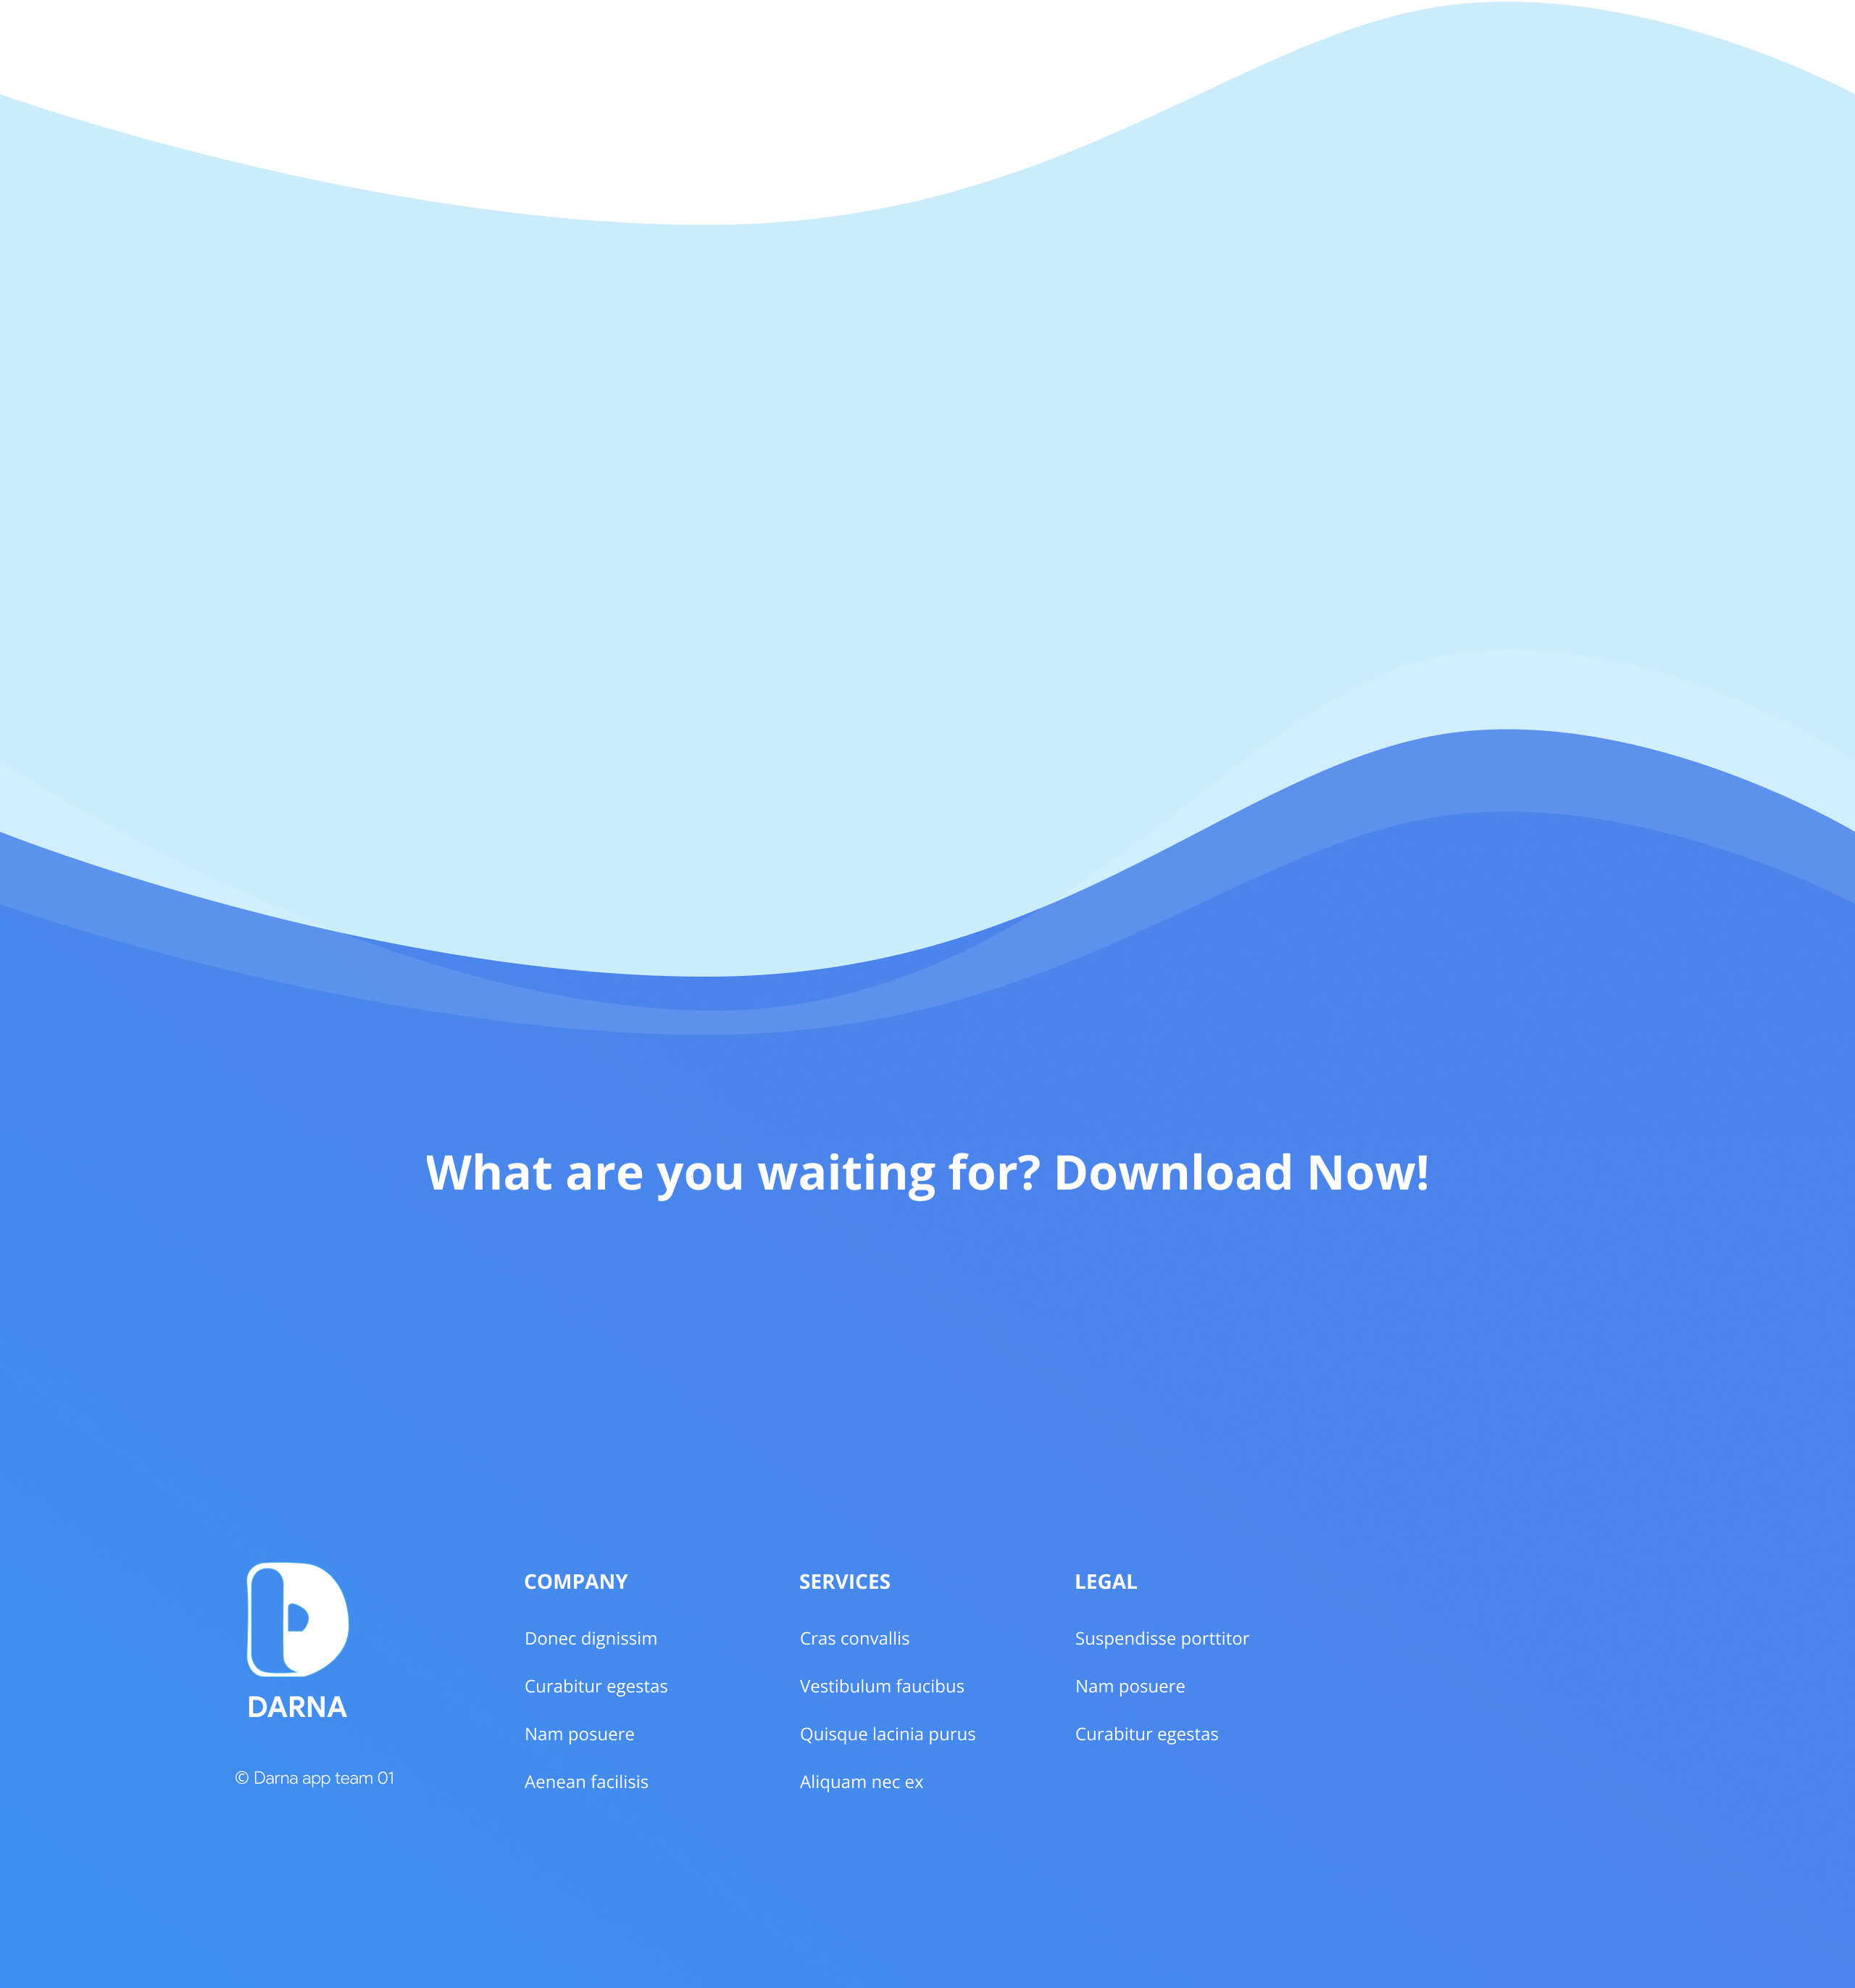 What are you waiting for? Download Now!
DARNA
© Darna app team 01
COMPANY
Donec dignissim
Curabitur egestas
Nam posuere
Aenean facilisis
SERVICES
Cras convallis
Vestibulum faucibus
Quisque lacinia purus
Aliquam nec ex
LEGAL
Suspendisse porttitor
Nam posuere
Curabitur egestas